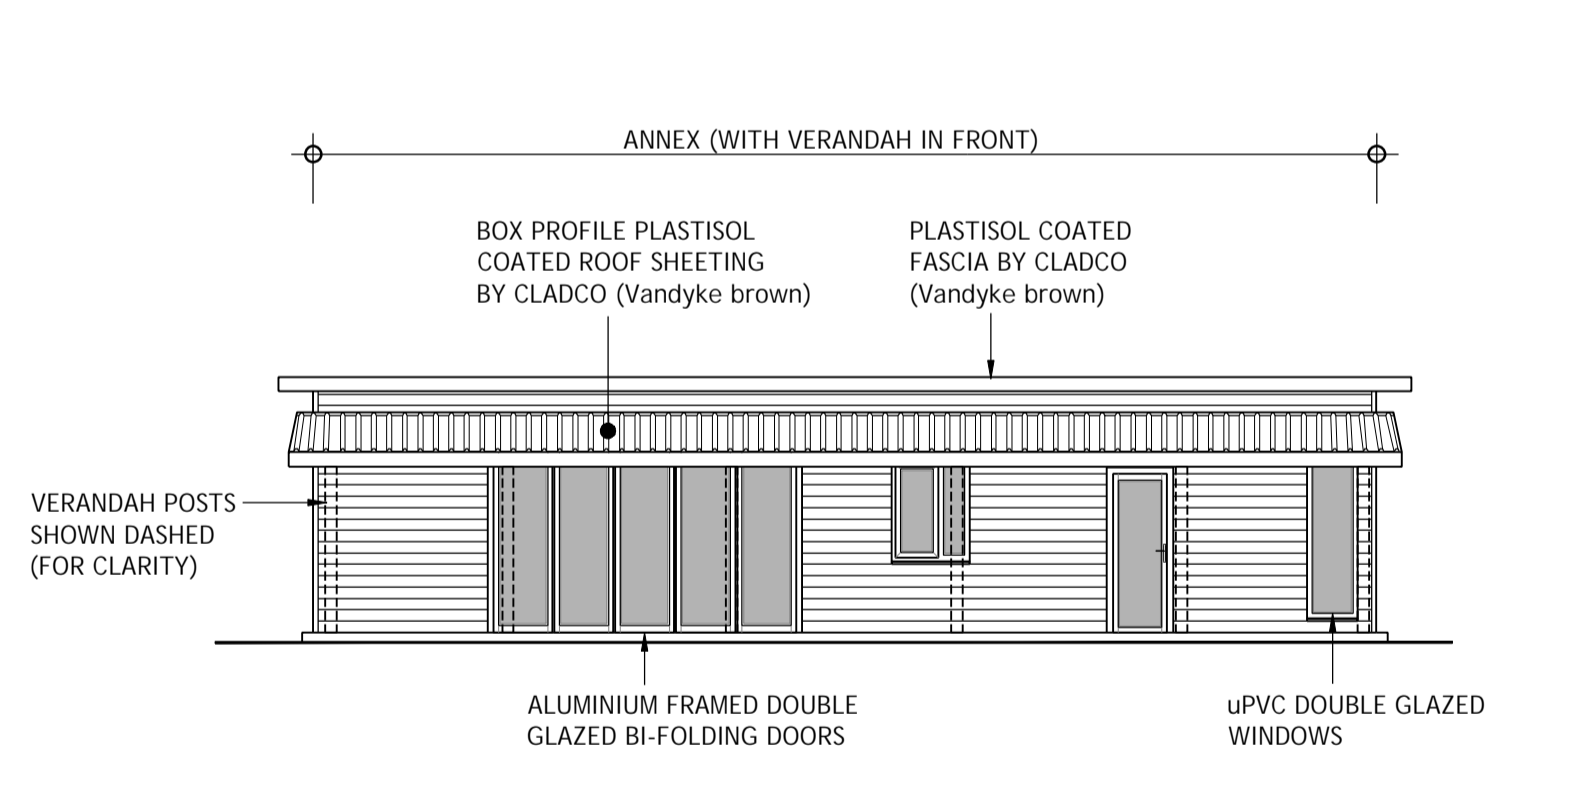 ANNEX (WITH VERANDAH IN FRONT)
BOX PROFILE PLASTISOL
COATED ROOF SHEETING
BY CLADCO (Vandyke brown)
PLASTISOL COATED
FASCIA BY CLADCO
(Vandyke brown)
VERANDAH POSTS
SHOWN DASHED
(FOR CLARITY)
ALUMINIUM FRAMED DOUBLE
GLAZED BI-FOLDING DOORS
uPVC DOUBLE GLAZED
WINDOWS